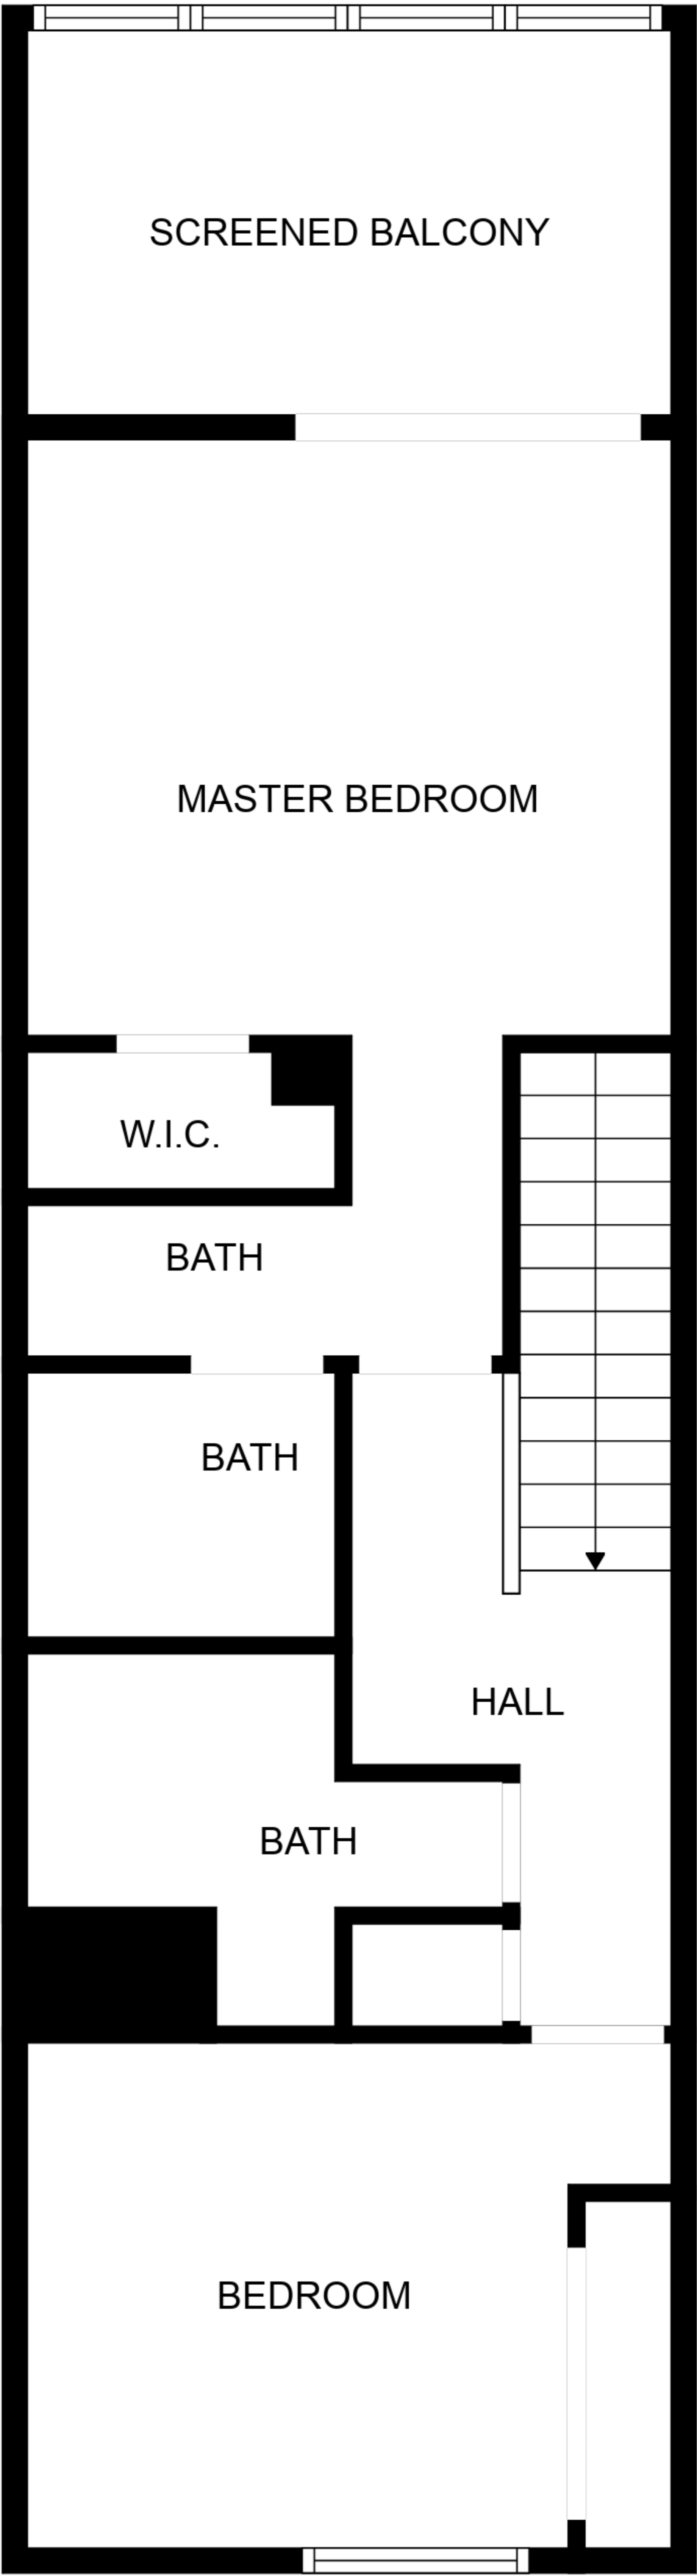 SCREENED BALCONY
MASTER BEDROOM
W.I.C.
BATH
BATH
HALL
BATH
BEDROOM